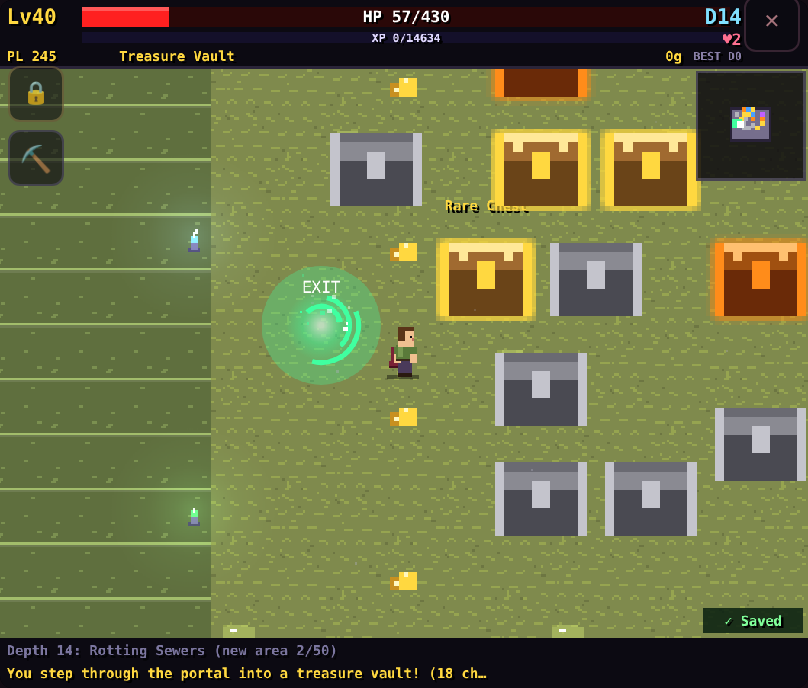 Lv40
HP 57/430
D14
XP 0/14634
♥2
PL 245
Treasure Vault
0g
BEST D0
Rare Chest
EXIT
✓ Saved
Depth 14: Rotting Sewers (new area 2/50)
You step through the portal into a treasure vault! (18 ch…